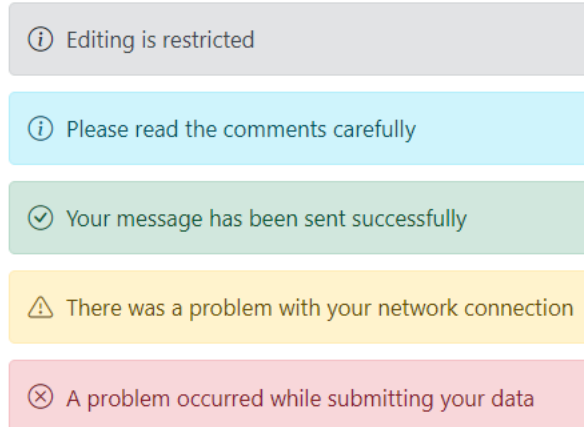 Editing is restricted
Please read the comments carefully
Your message has been sent successfully
There was a problem with your network connection
A problem occurred while submitting your data